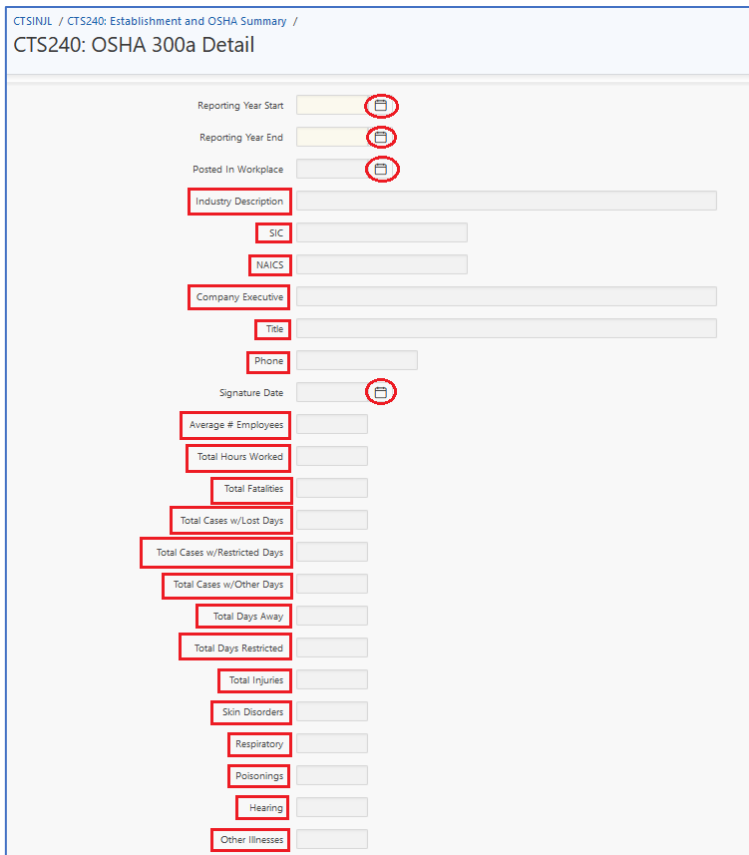 CTSINJL / CTS240: Establishment and OSHA Summary /
CTS240: OSHA 300a Detail
Reporting Year Start
Reporting Year End
Posted In Workplace
Industry Description
SIC
NAICS
Company Executive
Title
Phone
Signature Date
Average # Employees
Total Hours Worked
Total Fatalities
Total Cases w/Lost Days
Total Cases w/Restricted Days
Total Cases w/Other Days
Total Days Away
Total Days Restricted
Total Injuries
Skin Disorders
Respiratory
Poisonings
Hearing
Other Illnesses